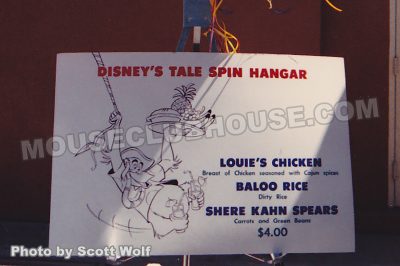 DISNEY'S TALE SPIN HANGAR
MOUSECLUBHOUSE.COM
LOUIE'S CHICKEN
Breast of Chicken seasoned with Cajun spices
BALOO RICE
Dirty Rice
SHERE KAHN SPEARS
Carrots and Green Beans
$4.00
Photo by Scott Wolf